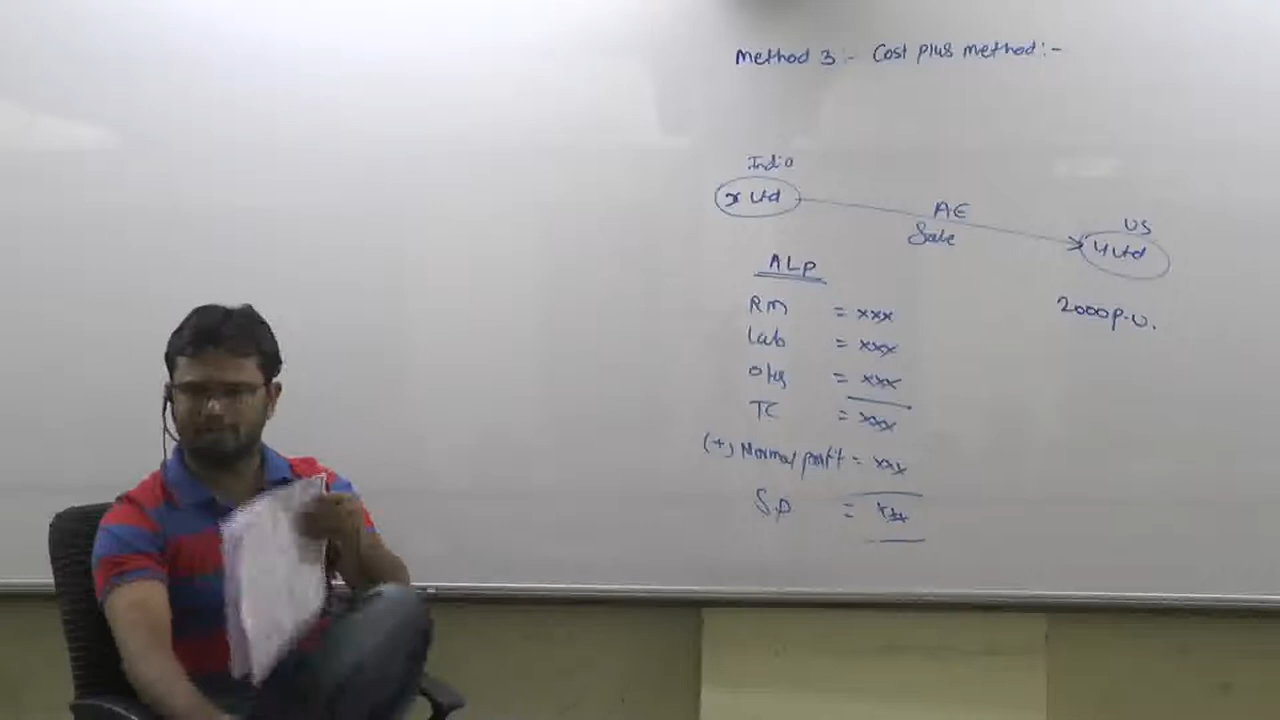 Method 3:- Cost plus method:-
India
X Ltd
AE
Sale
US
Y Ltd
2000 p.u.
ALP
RM = xxx
Lab = xxx
O/H = xxx
TC = xxx
(+) Normal profit = xxx
S.P = xxx